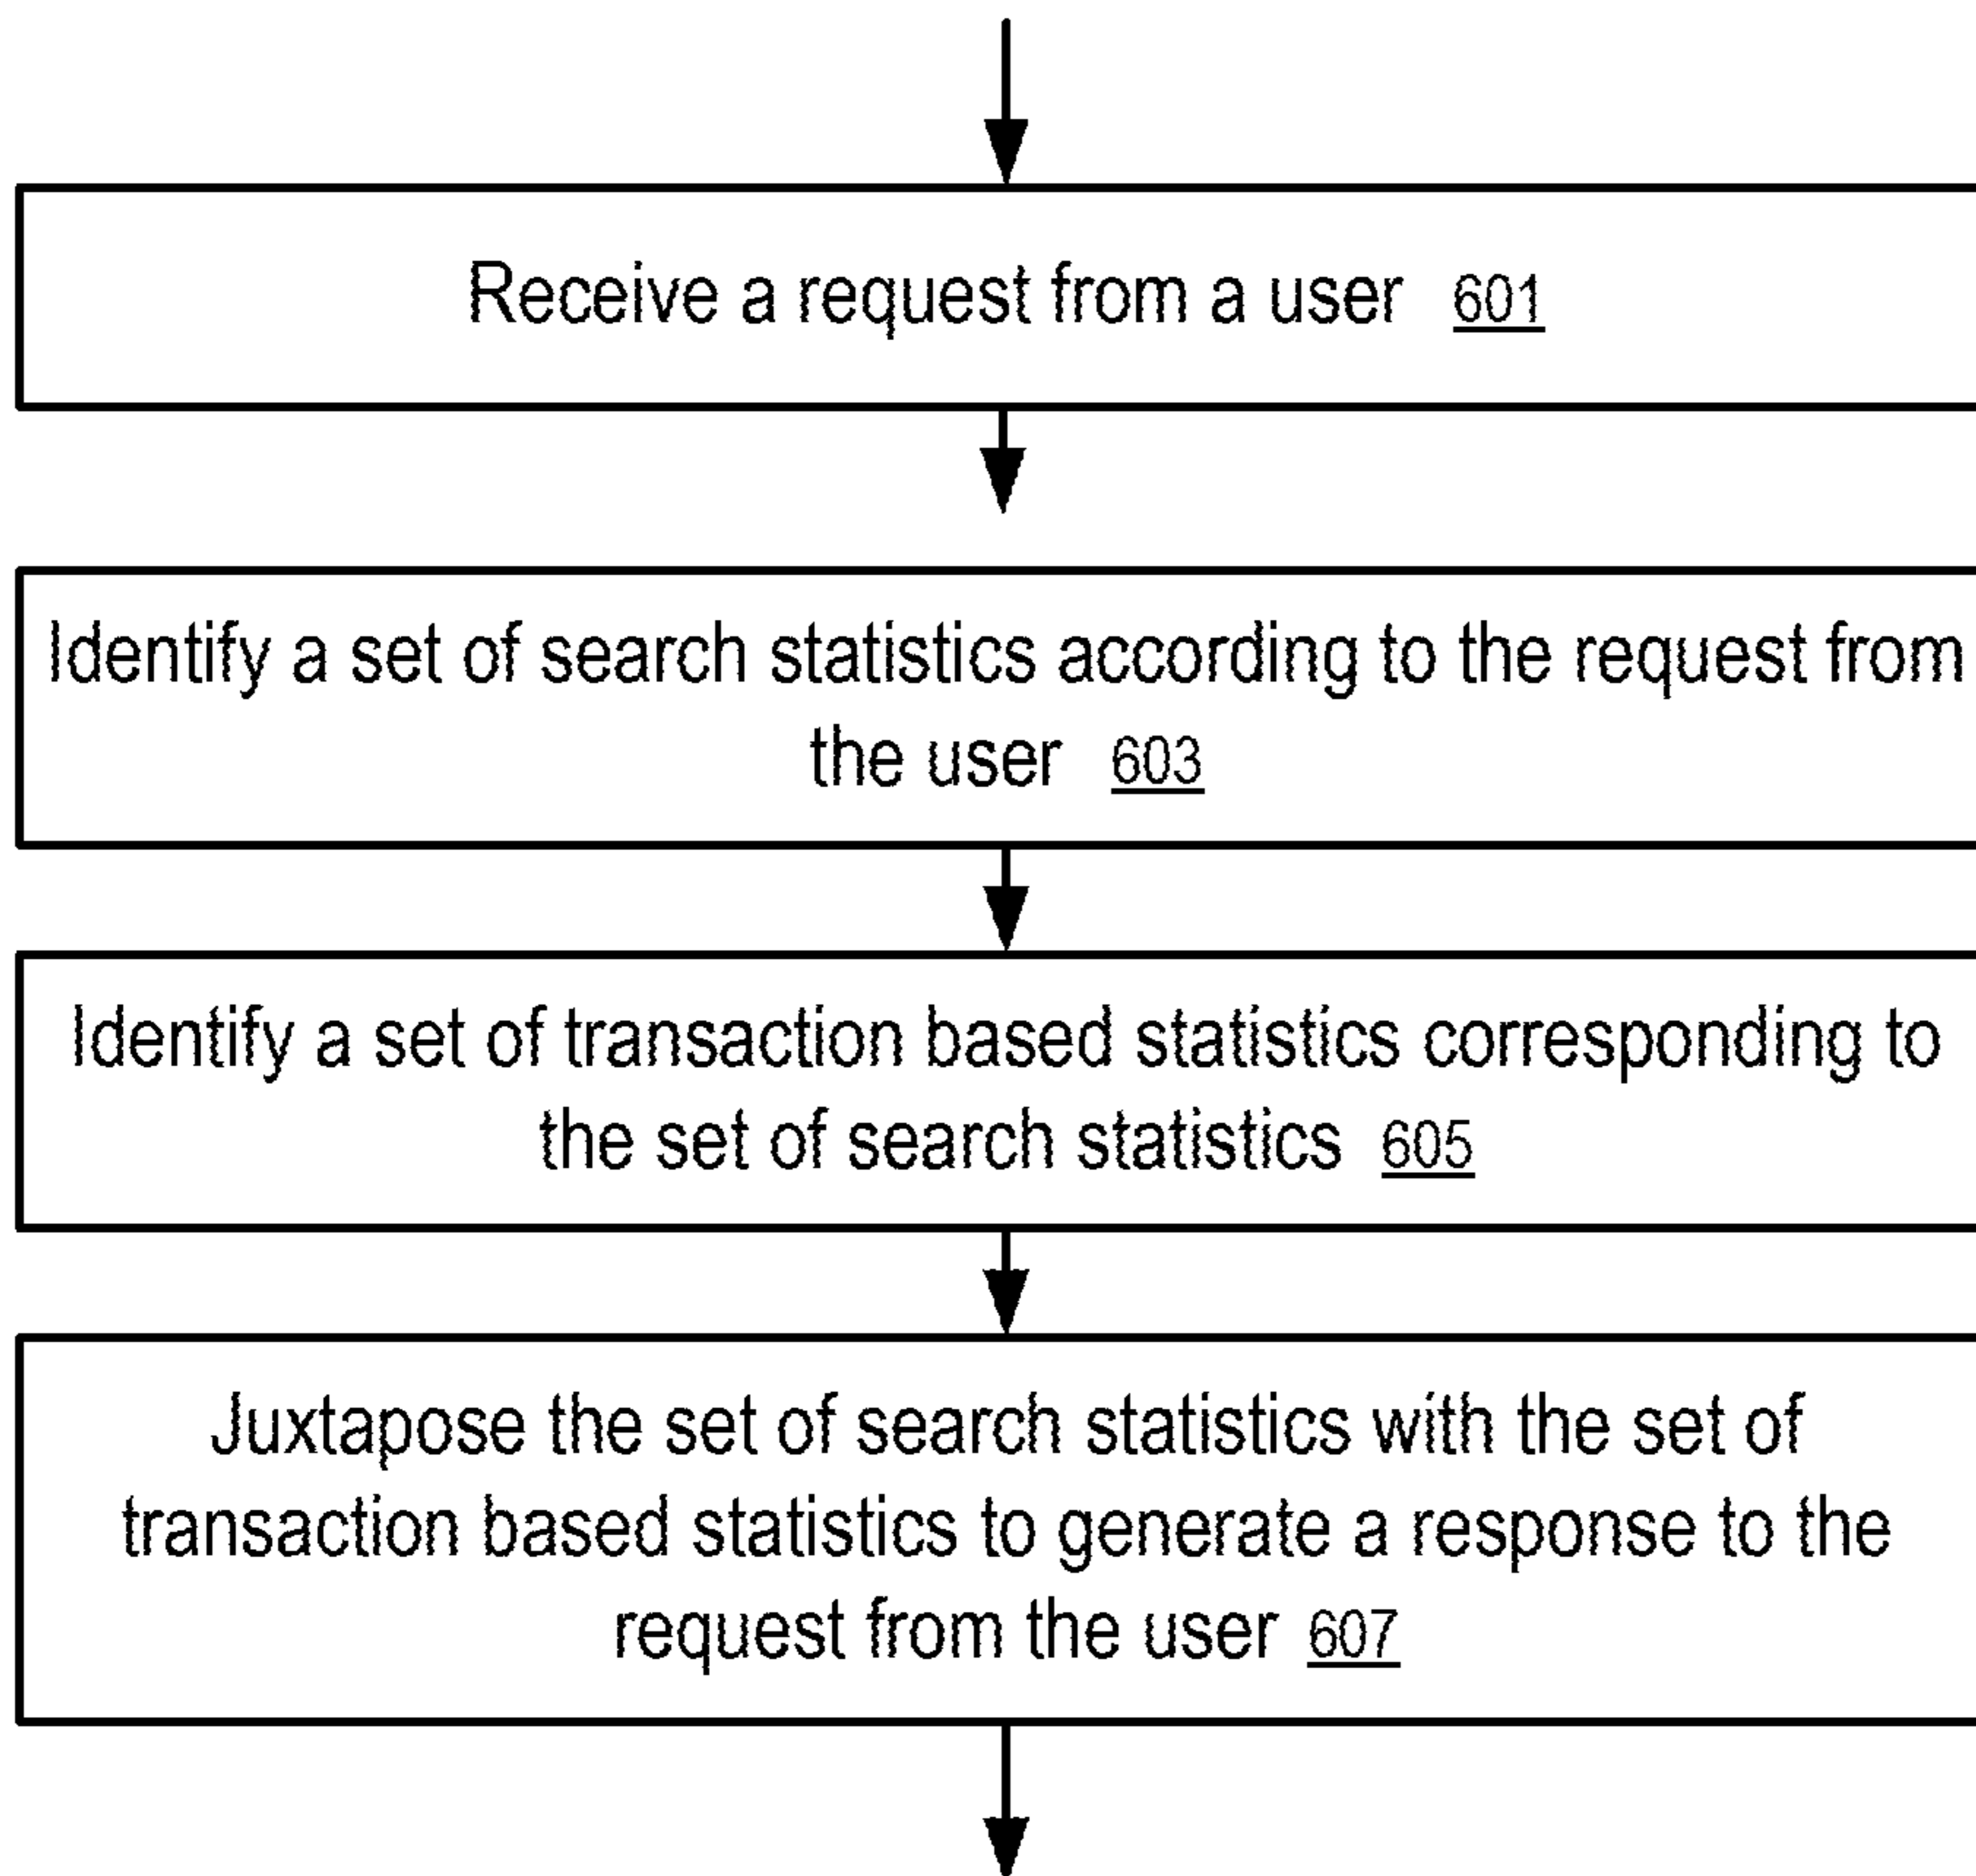 Receive a request from a user 601
Identify a set of search statistics according to the request from
the user 603
Identify a set of transaction based statistics corresponding to
the set of search statistics 605
Juxtapose the set of search statistics with the set of
transaction based statistics to generate a response to the
request from the user 607